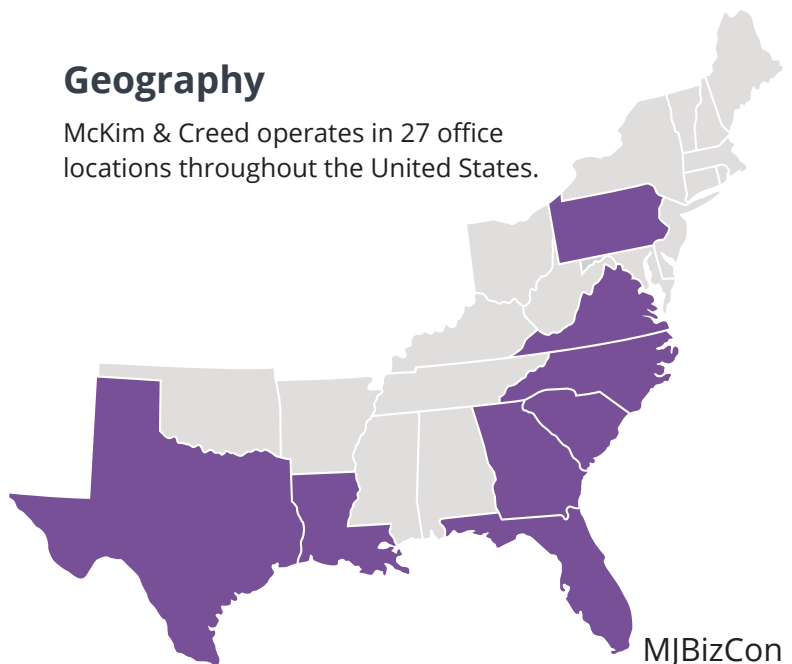 Geography
McKim & Creed operates in 27 office
locations throughout the United States.
MJBizCon